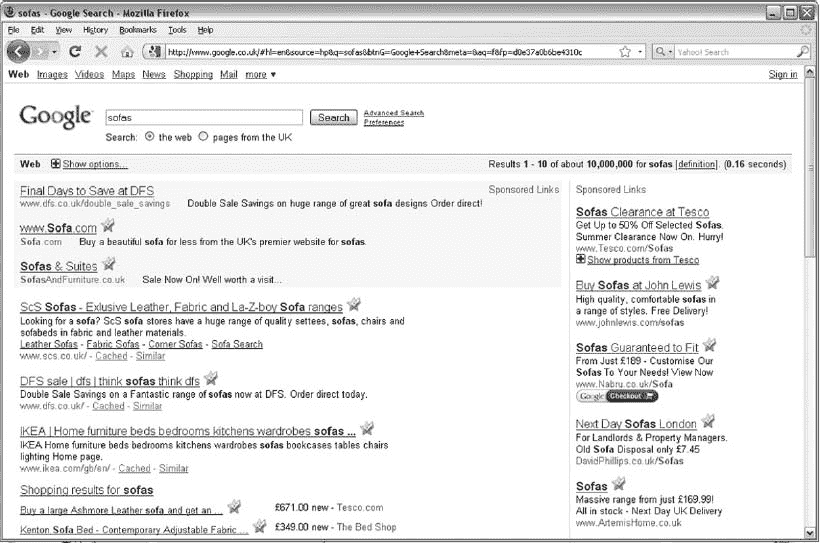 sofas - Google Search - Mozilla Firefox
File Edit View History Bookmarks Tools Help
http://www.google.co.uk/#hl=en&source=hp&q=sofas&btnG=Google+Search&meta=&aq=f&fp=d0e37a0b6be4310c
Yahoo! Search
Web Images Videos Maps News Shopping Mail more ▼
Sign in
Google
sofas
Search
Advanced Search
Preferences
Search: the web pages from the UK
Web Show options...
Results 1 - 10 of about 10,000,000 for sofas [definition]. (0.16 seconds)
Final Days to Save at DFS
Sponsored Links
www.dfs.co.uk/double_sale_savings Double Sale Savings on huge range of great sofa designs Order direct!
www.Sofa.com
Sofa.com Buy a beautiful sofa for less from the UK's premier website for sofas.
Sofas & Suites
SofasAndFurniture.co.uk Sale Now On! Well worth a visit...
ScS Sofas - Exlusive Leather, Fabric and La-Z-boy Sofa ranges
Looking for a sofa? ScS sofa stores have a huge range of quality settees, sofas, chairs and
sofabeds in fabric and leather materials.
Leather Sofas - Fabric Sofas - Corner Sofas - Sofa Search
www.scs.co.uk/ - Cached - Similar
DFS sale | dfs | think sofas think dfs
Double Sale Savings on a Fantastic range of sofas now at DFS. Order direct today.
www.dfs.co.uk/ - Cached - Similar
IKEA | Home furniture beds bedrooms kitchens wardrobes sofas ...
IKEA Home furniture beds bedrooms kitchens wardrobes sofas bookcases tables chairs
lighting Home page.
www.ikea.com/gb/en/ - Cached - Similar
Shopping results for sofas
Buy a large Ashmore Leather sofa and get an ... £671.00 new - Tesco.com
Kenton Sofa Bed - Contemporary Adjustable Fabric ... £349.00 new - The Bed Shop
Sponsored Links
Sofas Clearance at Tesco
Get Up to 50% Off Selected Sofas.
Summer Clearance Now On. Hurry!
www.Tesco.com/Sofas
Show products from Tesco
Buy Sofas at John Lewis
High quality, comfortable sofas in
a range of styles. Free Delivery!
www.johnlewis.com/sofas
Sofas Guaranteed to Fit
From Just £189 - Customise Our
Sofas To Your Needs! View Now
www.Nabru.co.uk/Sofa
Google Checkout
Next Day Sofas London
For Landlords & Property Managers.
Old Sofa Disposal only £7.45
DavidPhillips.co.uk/Sofas
Sofas
Massive range from just £169.99!
All in stock - Next Day UK Delivery
www.ArtemisHome.co.uk